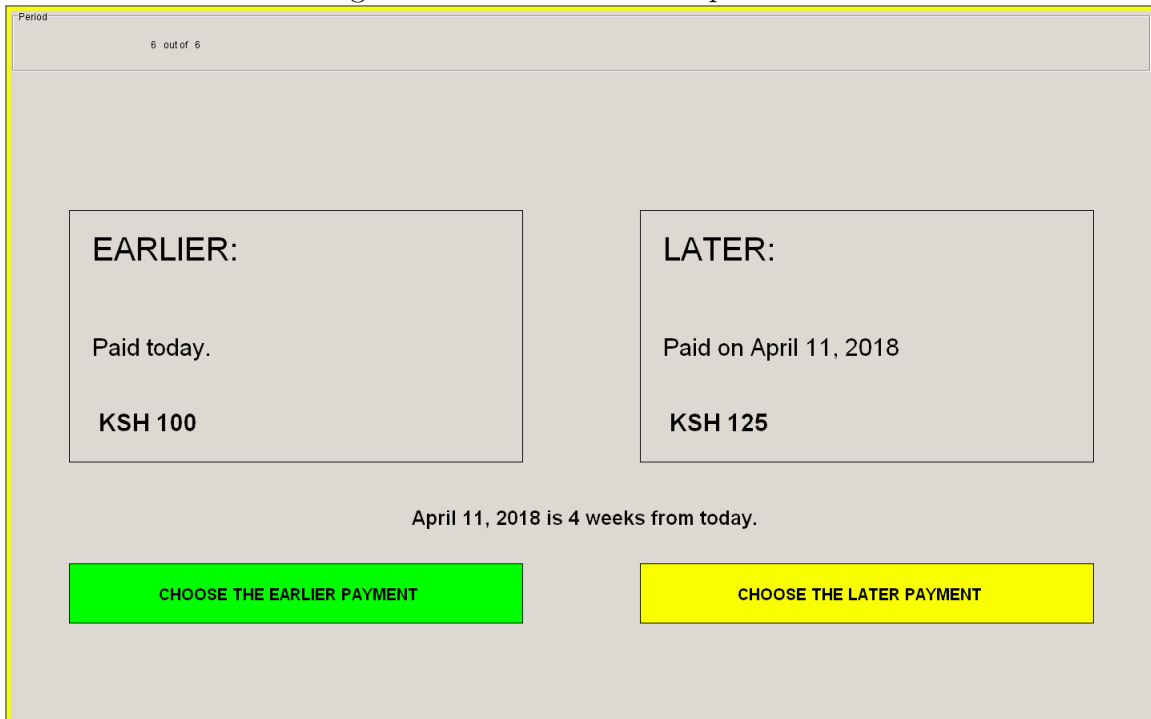 Period
6 out of 6
EARLIER:
Paid today.
KSH 100
LATER:
Paid on April 11, 2018
KSH 125
April 11, 2018 is 4 weeks from today.
CHOOSE THE EARLIER PAYMENT
CHOOSE THE LATER PAYMENT